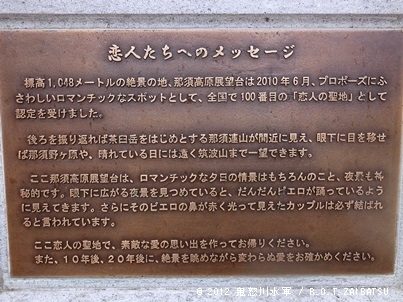 恋人たちへのメッセージ
標高1,048メートルの絶景の地、那須高原展望台は2010年6月、プロポーズにふ
さわしいロマンチックなスポットとして、全国で100番目の「恋人の聖地」として
認定を受けました。
後ろを振り返れば茶臼岳をはじめとする那須連山が間近に見え、眼下に目を移せ
ば那須野ヶ原や、晴れている日には遠く筑波山まで一望できます。
ここ那須高原展望台は、ロマンチックな夕日の情景はもちろんのこと、夜景も神
秘的です。眼下に広がる夜景を見つめていると、だんだんピエロが踊っているよう
に見えてきます。さらにそのピエロの鼻が赤く光って見えたカップルは必ず結ばれ
ると言われています。
ここ恋人の聖地で、素敵な愛の思い出を作ってお帰りください。
また、10年後、20年後に、絶景を眺めながら変わらぬ愛をお確かめください。
© 2012 鬼怒川水軍 / R.O.T.ZAIBATSU